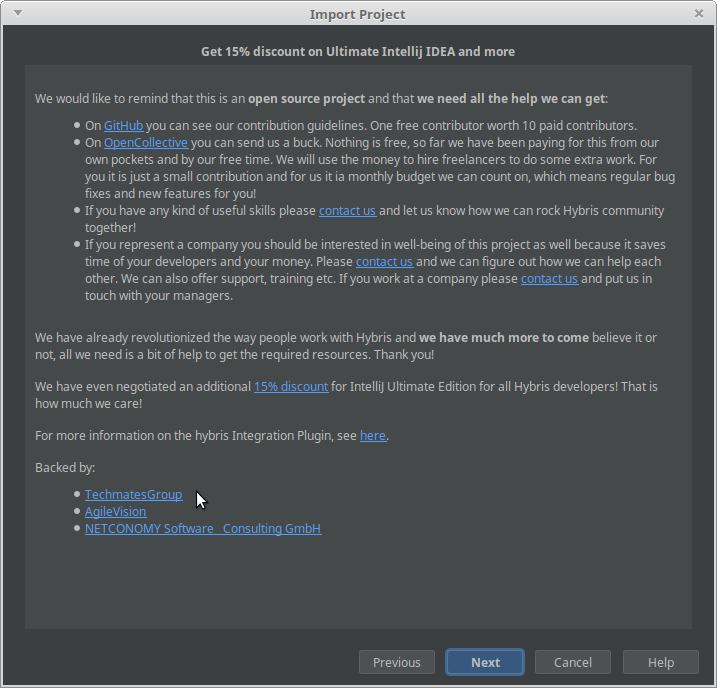 Import Project
Get 15% discount on Ultimate Intellij IDEA and more
We would like to remind that this is an open source project and that we need all the help we can get:
On GitHub you can see our contribution guidelines. One free contributor worth 10 paid contributors.
On OpenCollective you can send us a buck. Nothing is free, so far we have been paying for this from our
own pockets and by our free time. We will use the money to hire freelancers to do some extra work. For
you it is just a small contribution and for us it ia monthly budget we can count on, which means regular bug
fixes and new features for you!
If you have any kind of useful skills please contact us and let us know how we can rock Hybris community
together!
If you represent a company you should be interested in well-being of this project as well because it saves
time of your developers and your money. Please contact us and we can figure out how we can help each
other. We can also offer support, training etc. If you work at a company please contact us and put us in
touch with your managers.
We have already revolutionized the way people work with Hybris and we have much more to come believe it or
not, all we need is a bit of help to get the required resources. Thank you!
We have even negotiated an additional 15% discount for IntelliJ Ultimate Edition for all Hybris developers! That is
how much we care!
For more information on the hybris Integration Plugin, see here.
Backed by:
TechmatesGroup
AgileVision
NETCONOMY Software  Consulting GmbH
Previous
Next
Cancel
Help